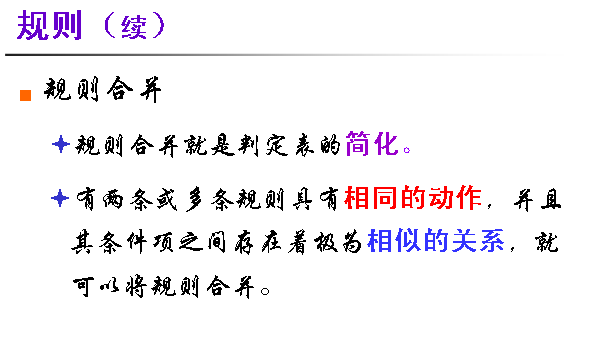 规则（续）
规则合并
规则合并就是判定表的简化。
有两条或多条规则具有相同的动作，并且
其条件项之间存在着极为相似的关系，就
可以将规则合并。